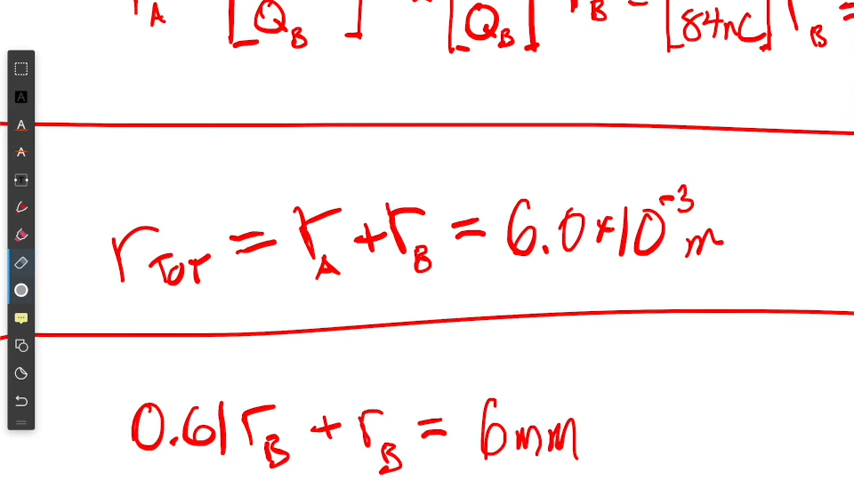 r_A [Q_B] [Q_B] r_B = [84nC] r_B =
r_TOT = r_A + r_B = 6.0*10^-3 m
0.61 r_B + r_B = 6mm